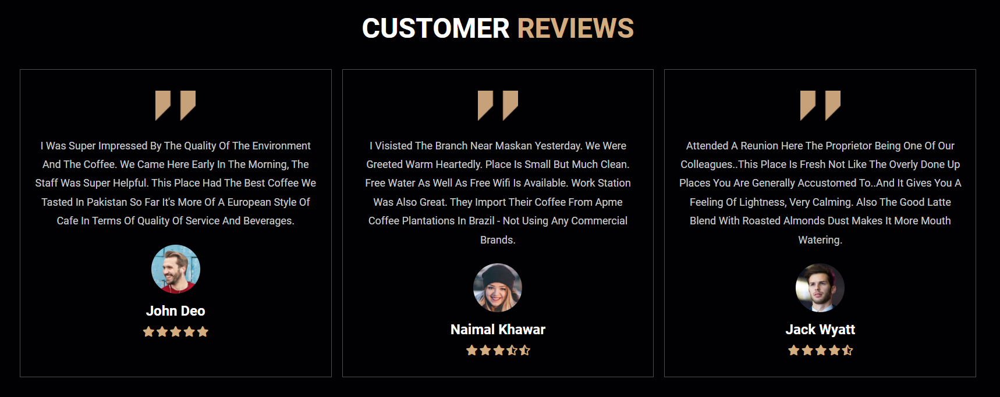 CUSTOMER REVIEWS
I Was Super Impressed By The Quality Of The Environment
And The Coffee. We Came Here Early In The Morning, The
Staff Was Super Helpful. This Place Had The Best Coffee We
Tasted In Pakistan So Far It's More Of A European Style Of
Cafe In Terms Of Quality Of Service And Beverages.
John Deo
I Visisted The Branch Near Maskan Yesterday. We Were
Greeted Warm Heartedly. Place Is Small But Much Clean.
Free Water As Well As Free Wifi Is Available. Work Station
Was Also Great. They Import Their Coffee From Apme
Coffee Plantations In Brazil - Not Using Any Commercial
Brands.
Naimal Khawar
Attended A Reunion Here The Proprietor Being One Of Our
Colleagues..This Place Is Fresh Not Like The Overly Done Up
Places You Are Generally Accustomed To..And It Gives You A
Feeling Of Lightness, Very Calming. Also The Good Latte
Blend With Roasted Almonds Dust Makes It More Mouth
Watering.
Jack Wyatt